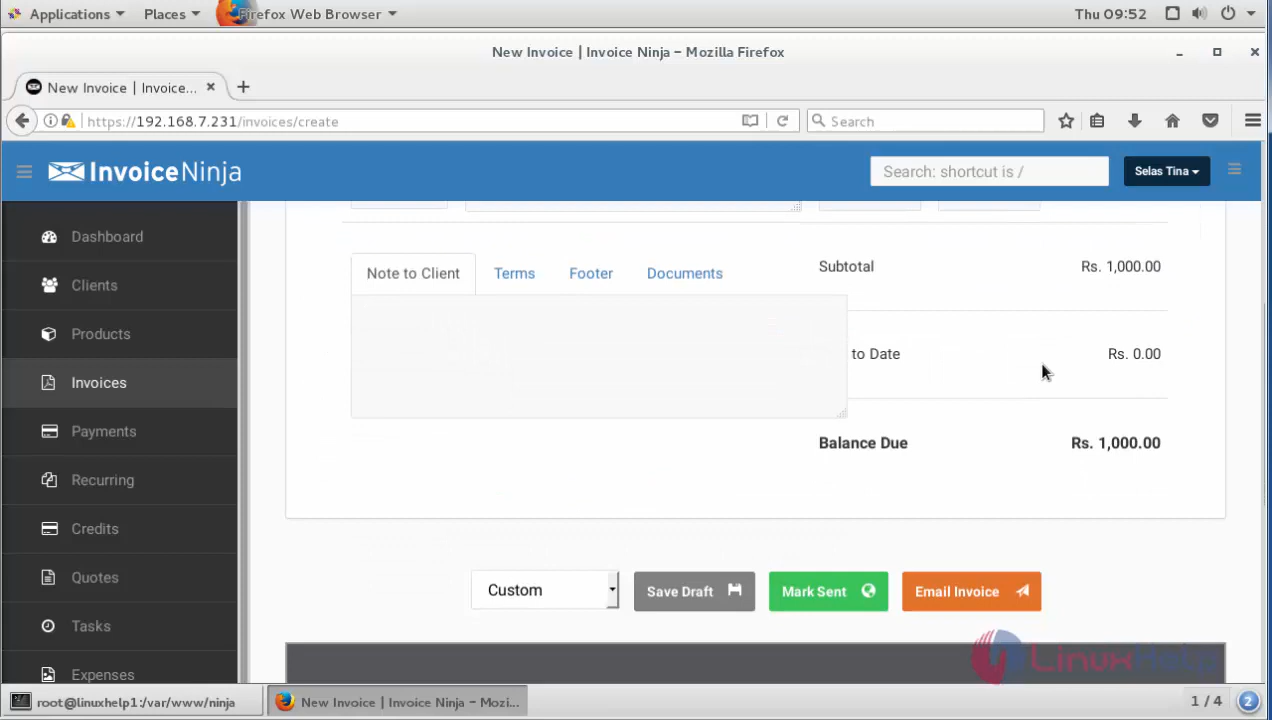 Applications Places Firefox Web Browser Thu 09:52
New Invoice | Invoice Ninja – Mozilla Firefox
New Invoice | Invoice...
https://192.168.7.231/invoices/create Search
InvoiceNinja Search: shortcut is / Selas Tina
Dashboard
Clients
Products
Invoices
Payments
Recurring
Credits
Quotes
Tasks
Expenses
Note to Client Terms Footer Documents
Subtotal Rs. 1,000.00
to Date Rs. 0.00
Balance Due Rs. 1,000.00
Custom Save Draft Mark Sent Email Invoice
LinuxHelp
root@linuxhelp1:/var/www/ninja New Invoice | Invoice Ninja – Mozi... 1 / 4 2